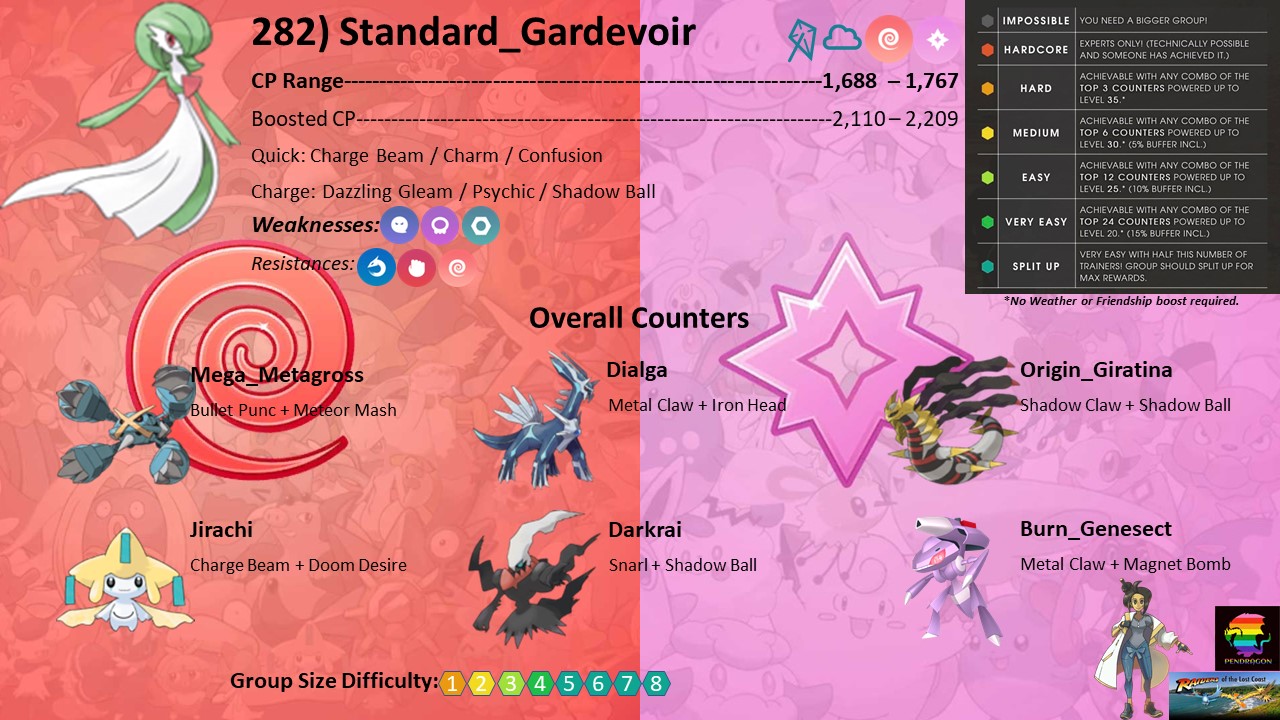 282) Standard_Gardevoir
CP Range--------------------------------------------------------------------1,688 – 1,767
Boosted CP--------------------------------------------------------------------2,110 – 2,209
Quick: Charge Beam / Charm / Confusion
Charge: Dazzling Gleam / Psychic / Shadow Ball
Weaknesses:
Resistances:
IMPOSSIBLE YOU NEED A BIGGER GROUP!
HARDCORE EXPERTS ONLY! (TECHNICALLY POSSIBLE
AND SOMEONE HAS ACHIEVED IT.)
HARD ACHIEVABLE WITH ANY COMBO OF THE
TOP 3 COUNTERS POWERED UP TO
LEVEL 35.*
MEDIUM ACHIEVABLE WITH ANY COMBO OF THE
TOP 6 COUNTERS POWERED UP TO
LEVEL 30.* (5% BUFFER INCL.)
EASY ACHIEVABLE WITH ANY COMBO OF THE
TOP 12 COUNTERS POWERED UP TO
LEVEL 25.* (10% BUFFER INCL.)
VERY EASY ACHIEVABLE WITH ANY COMBO OF THE
TOP 24 COUNTERS POWERED UP TO
LEVEL 20.* (15% BUFFER INCL.)
SPLIT UP VERY EASY WITH HALF THIS NUMBER OF
TRAINERS! GROUP SHOULD SPLIT UP FOR
MAX REWARDS.
*No Weather or Friendship boost required.
Overall Counters
Mega_Metagross
Bullet Punc + Meteor Mash
Dialga
Metal Claw + Iron Head
Origin_Giratina
Shadow Claw + Shadow Ball
Jirachi
Charge Beam + Doom Desire
Darkrai
Snarl + Shadow Ball
Burn_Genesect
Metal Claw + Magnet Bomb
Group Size Difficulty: 1 2 3 4 5 6 7 8
PENDRAGON
RAIDERS of the Lost Coast